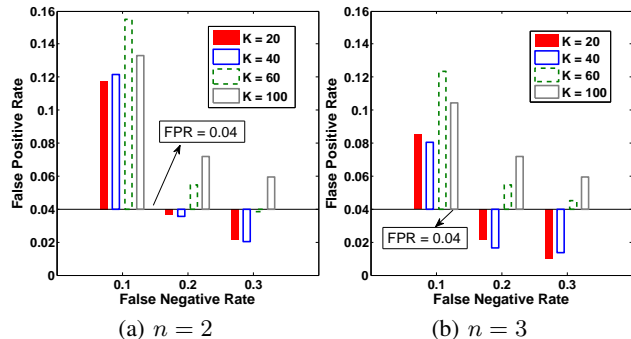 0.16
0.14
0.12
0.1
0.08
0.06
0.04
0.02
0
False Positive Rate
K = 20
K = 40
K = 60
K = 100
FPR = 0.04
0.1 0.2 0.3
False Negative Rate
(a) n = 2
0.16
0.14
0.12
0.1
0.08
0.06
0.04
0.02
0
Flase Positive Rate
K = 20
K = 40
K = 60
K = 100
FPR = 0.04
0.1 0.2 0.3
False Negative Rate
(b) n = 3